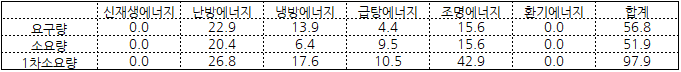 신재생에너지 난방에너지 냉방에너지 급탕에너지 조명에너지 환기에너지 합계
요구량 0.0 22.9 13.9 4.4 15.6 0.0 56.8
소요량 0.0 20.4 6.4 9.5 15.6 0.0 51.9
1차소요량 0.0 26.8 17.6 10.5 42.9 0.0 97.9